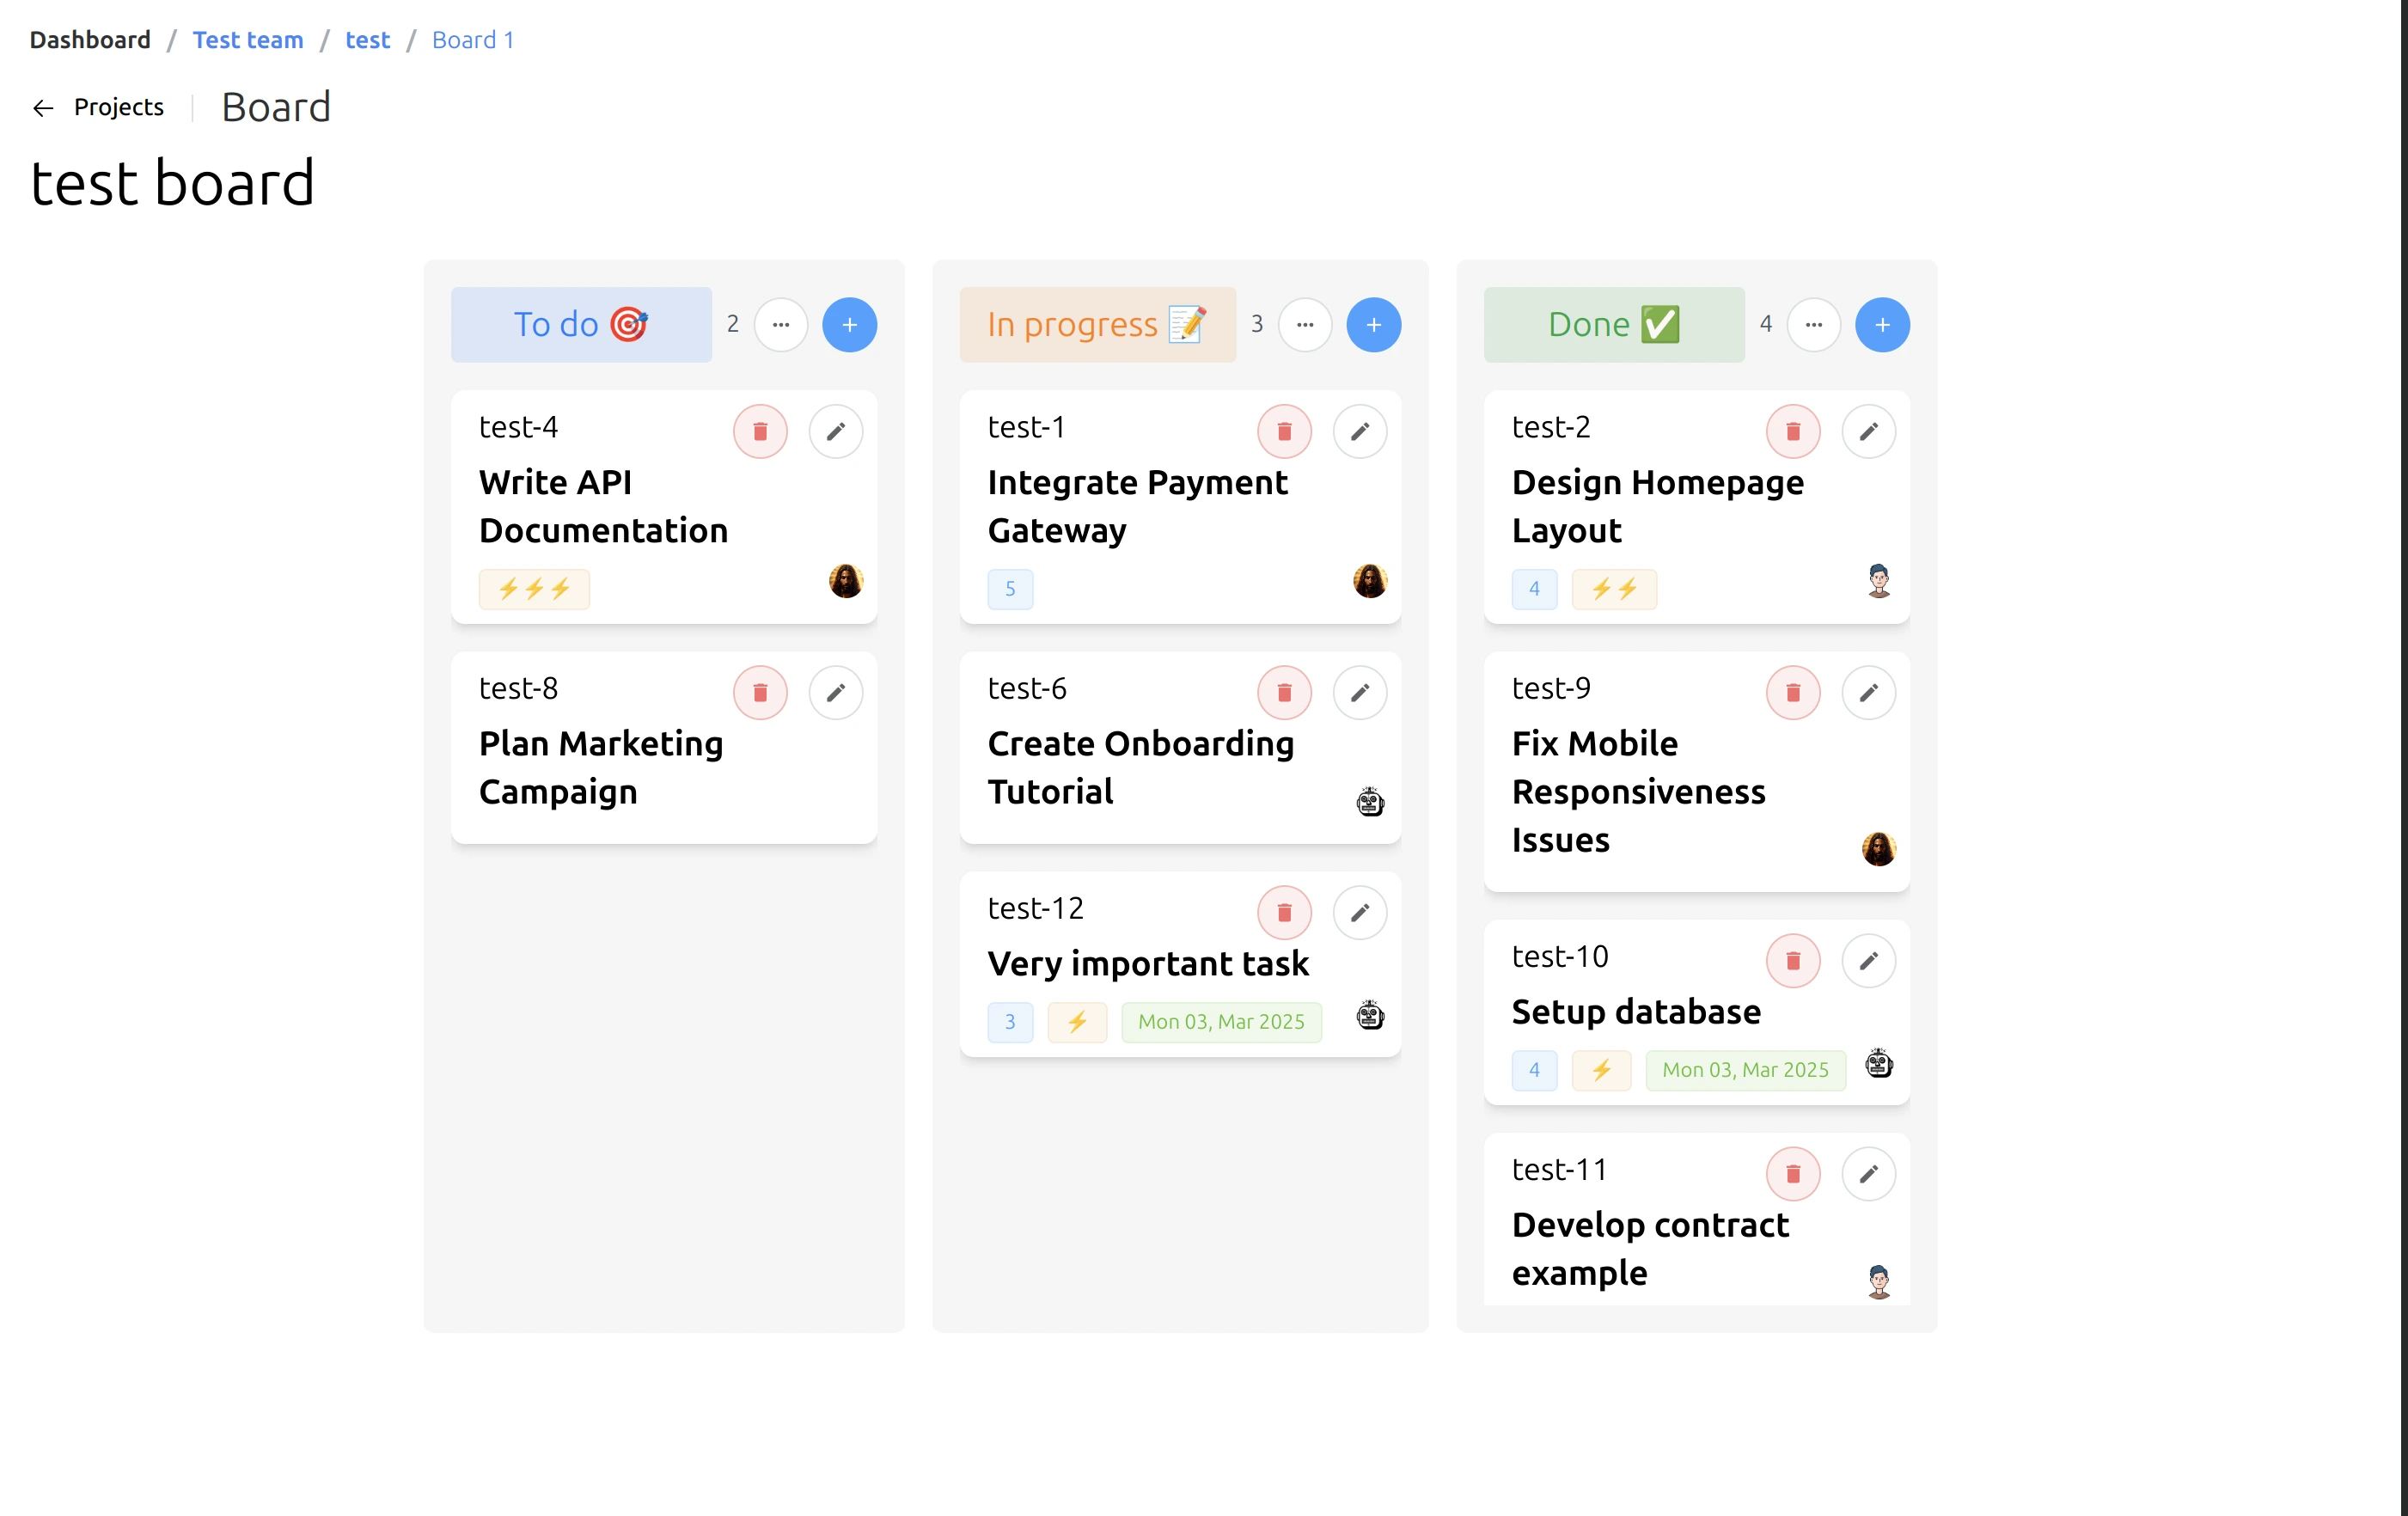 Dashboard / Test team / test / Board 1
← Projects | Board
test board
To do 🎯 2 ... +
test-4
Write API
Documentation
⚡⚡⚡
test-8
Plan Marketing
Campaign
In progress 📝 3 ... +
test-1
Integrate Payment
Gateway
5
test-6
Create Onboarding
Tutorial
test-12
Very important task
3 ⚡ Mon 03, Mar 2025
Done ✅ 4 ... +
test-2
Design Homepage
Layout
4 ⚡⚡
test-9
Fix Mobile
Responsiveness
Issues
test-10
Setup database
4 ⚡ Mon 03, Mar 2025
test-11
Develop contract
example